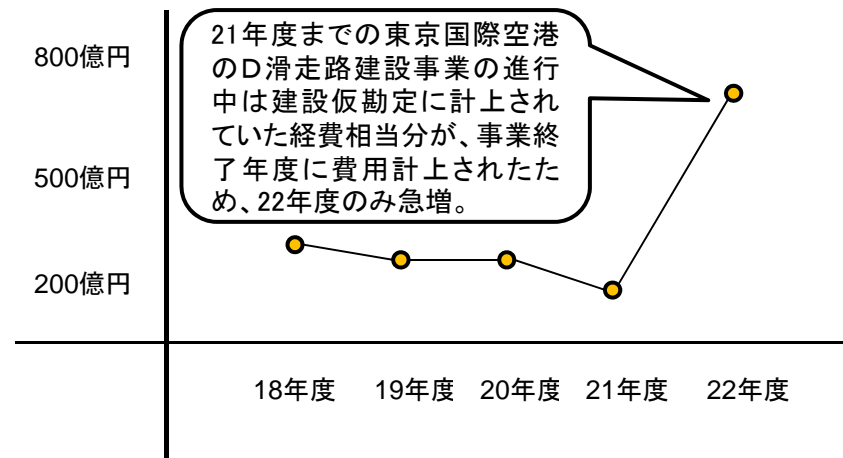 21年度までの東京国際空港
のＤ滑走路建設事業の進行
中は建設仮勘定に計上され
ていた経費相当分が、事業終
了年度に費用計上されたた
め、22年度のみ急増。
800億円
500億円
200億円
18年度 19年度 20年度 21年度 22年度